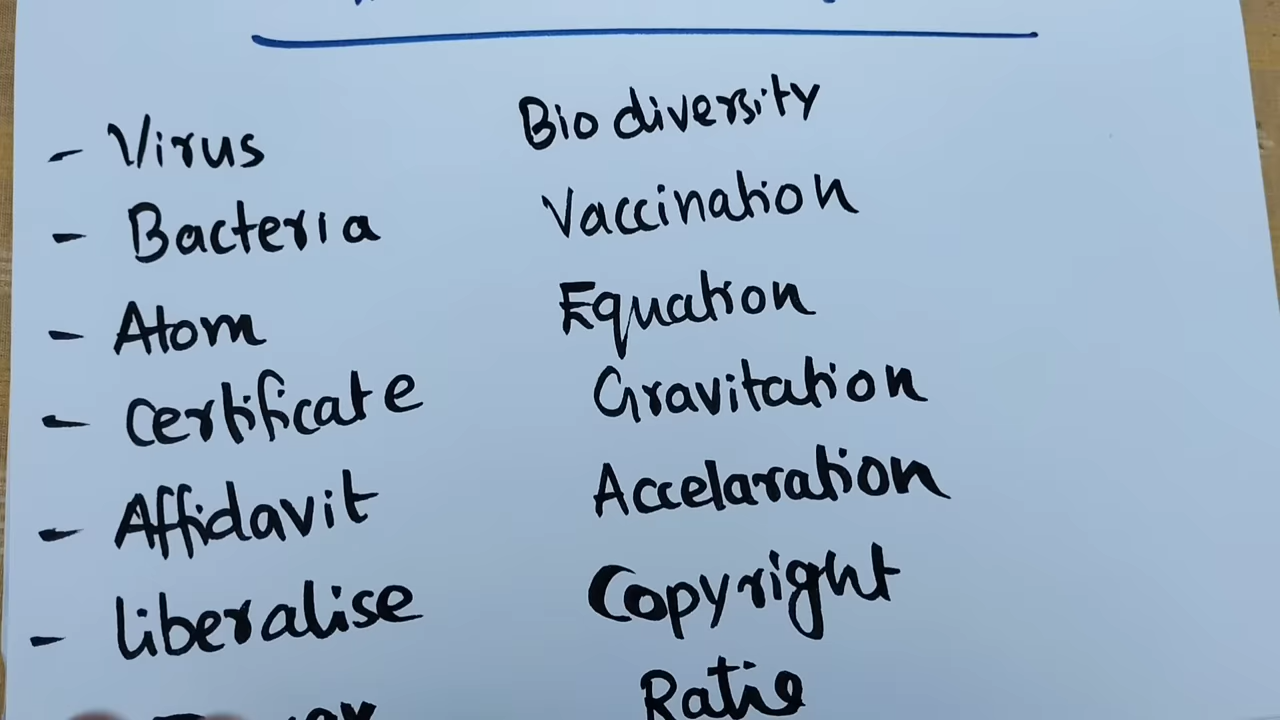 - Virus Biodiversity
- Bacteria Vaccination
- Atom Equation
- Certificate Gravitation
- Affidavit Accelaration
- liberalise Copyright
Ratio